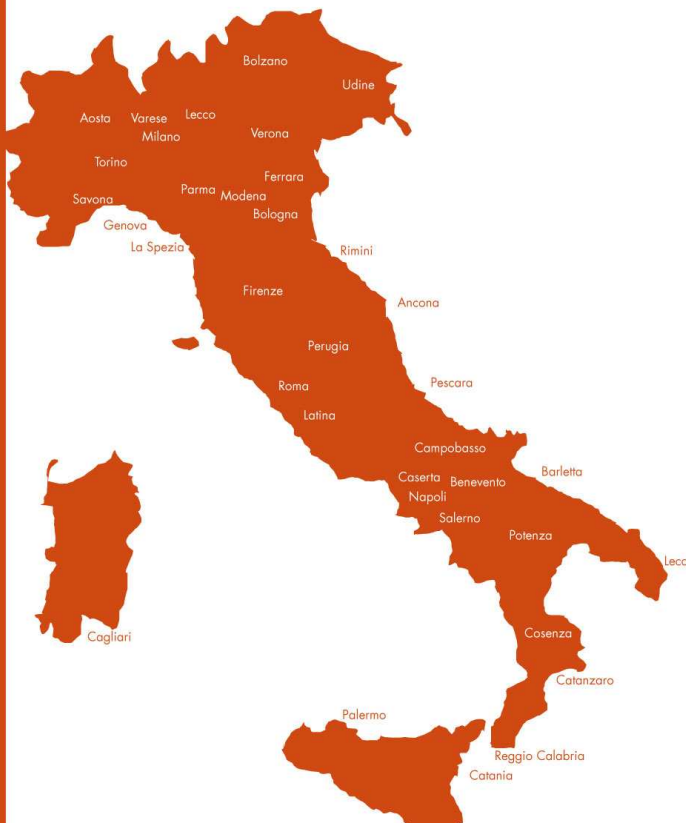 Bolzano
Udine
Aosta
Varese
Lecco
Milano
Verona
Torino
Ferrara
Parma
Modena
Savona
Bologna
Genova
La Spezia
Rimini
Firenze
Ancona
Perugia
Pescara
Roma
Latina
Campobasso
Barletta
Caserta
Benevento
Napoli
Salerno
Potenza
Lecc
Cosenza
Cagliari
Catanzaro
Palermo
Reggio Calabria
Catania